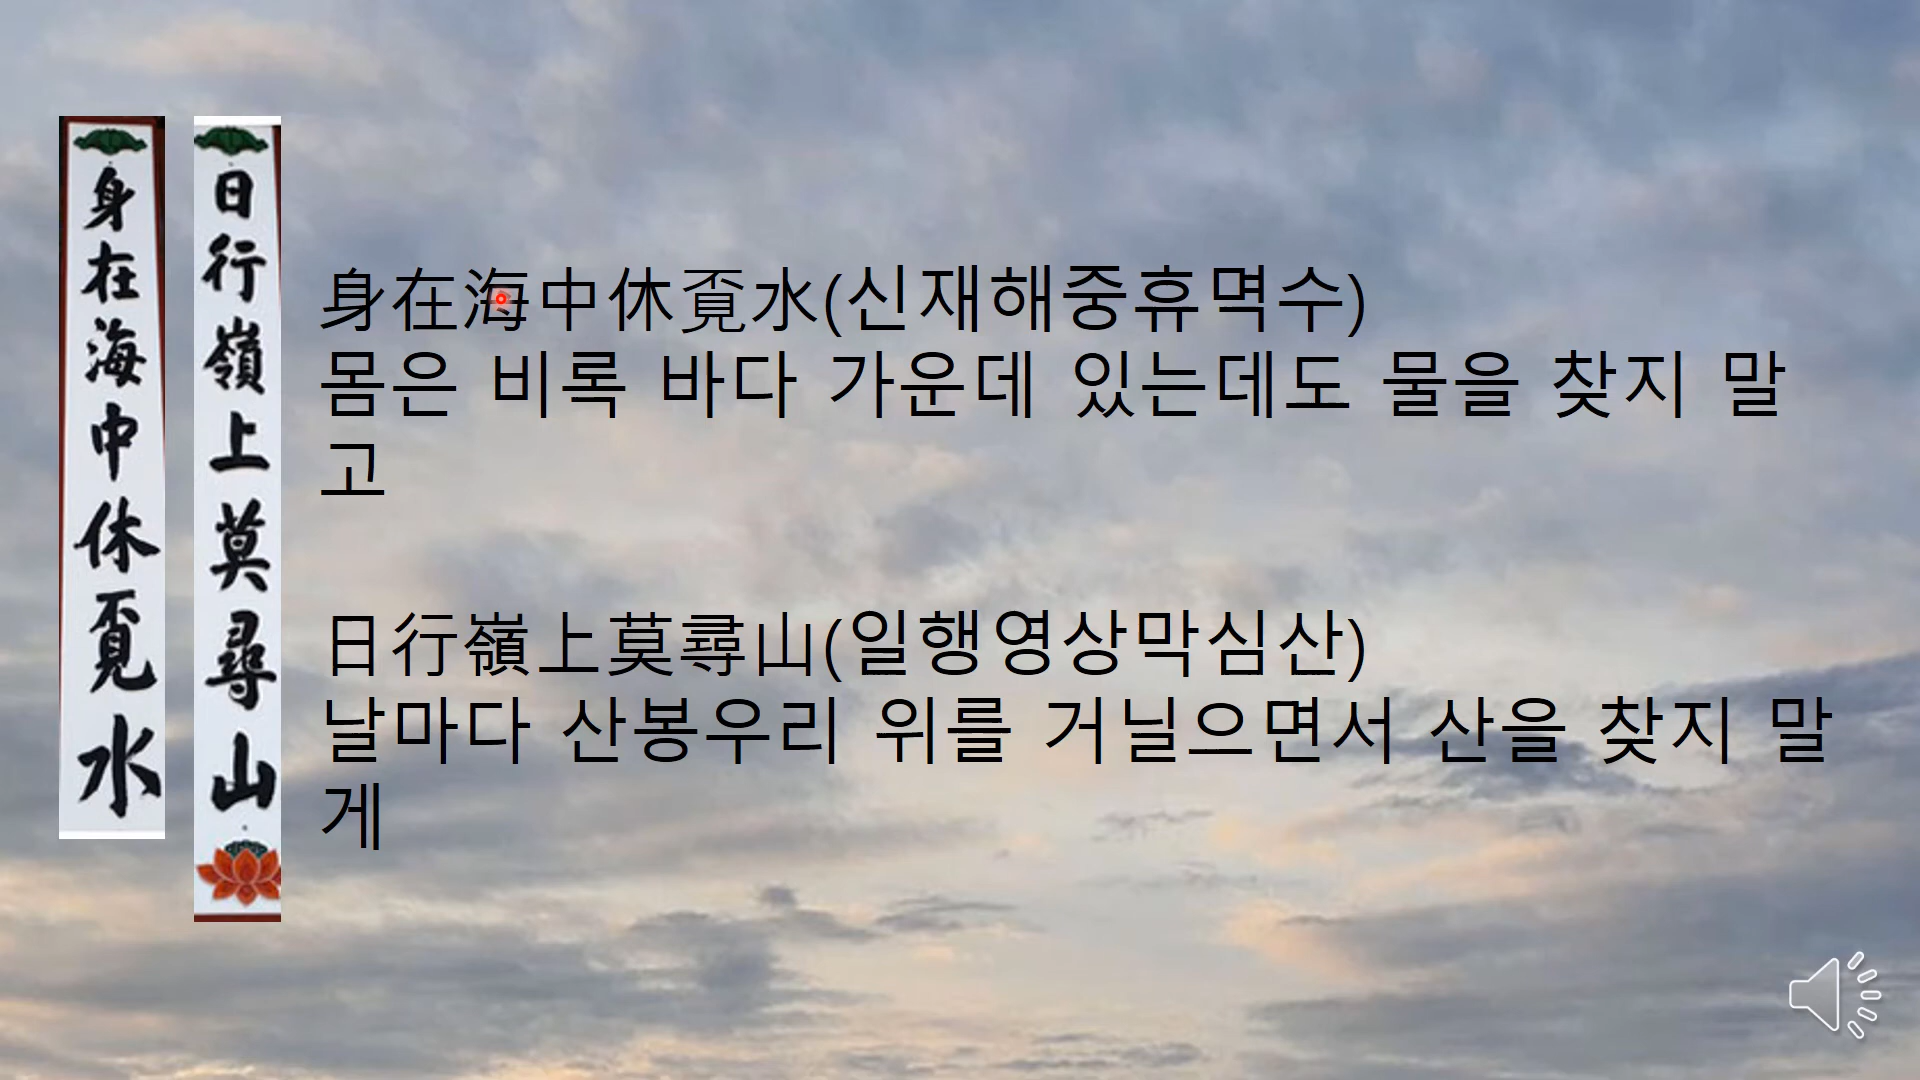 身在海中休覔水
日行嶺上莫尋山
身在海中休覔水(신재해중휴멱수)
몸은 비록 바다 가운데 있는데도 물을 찾지 말
고
日行嶺上莫尋山(일행영상막심산)
날마다 산봉우리 위를 거닐으면서 산을 찾지 말
게